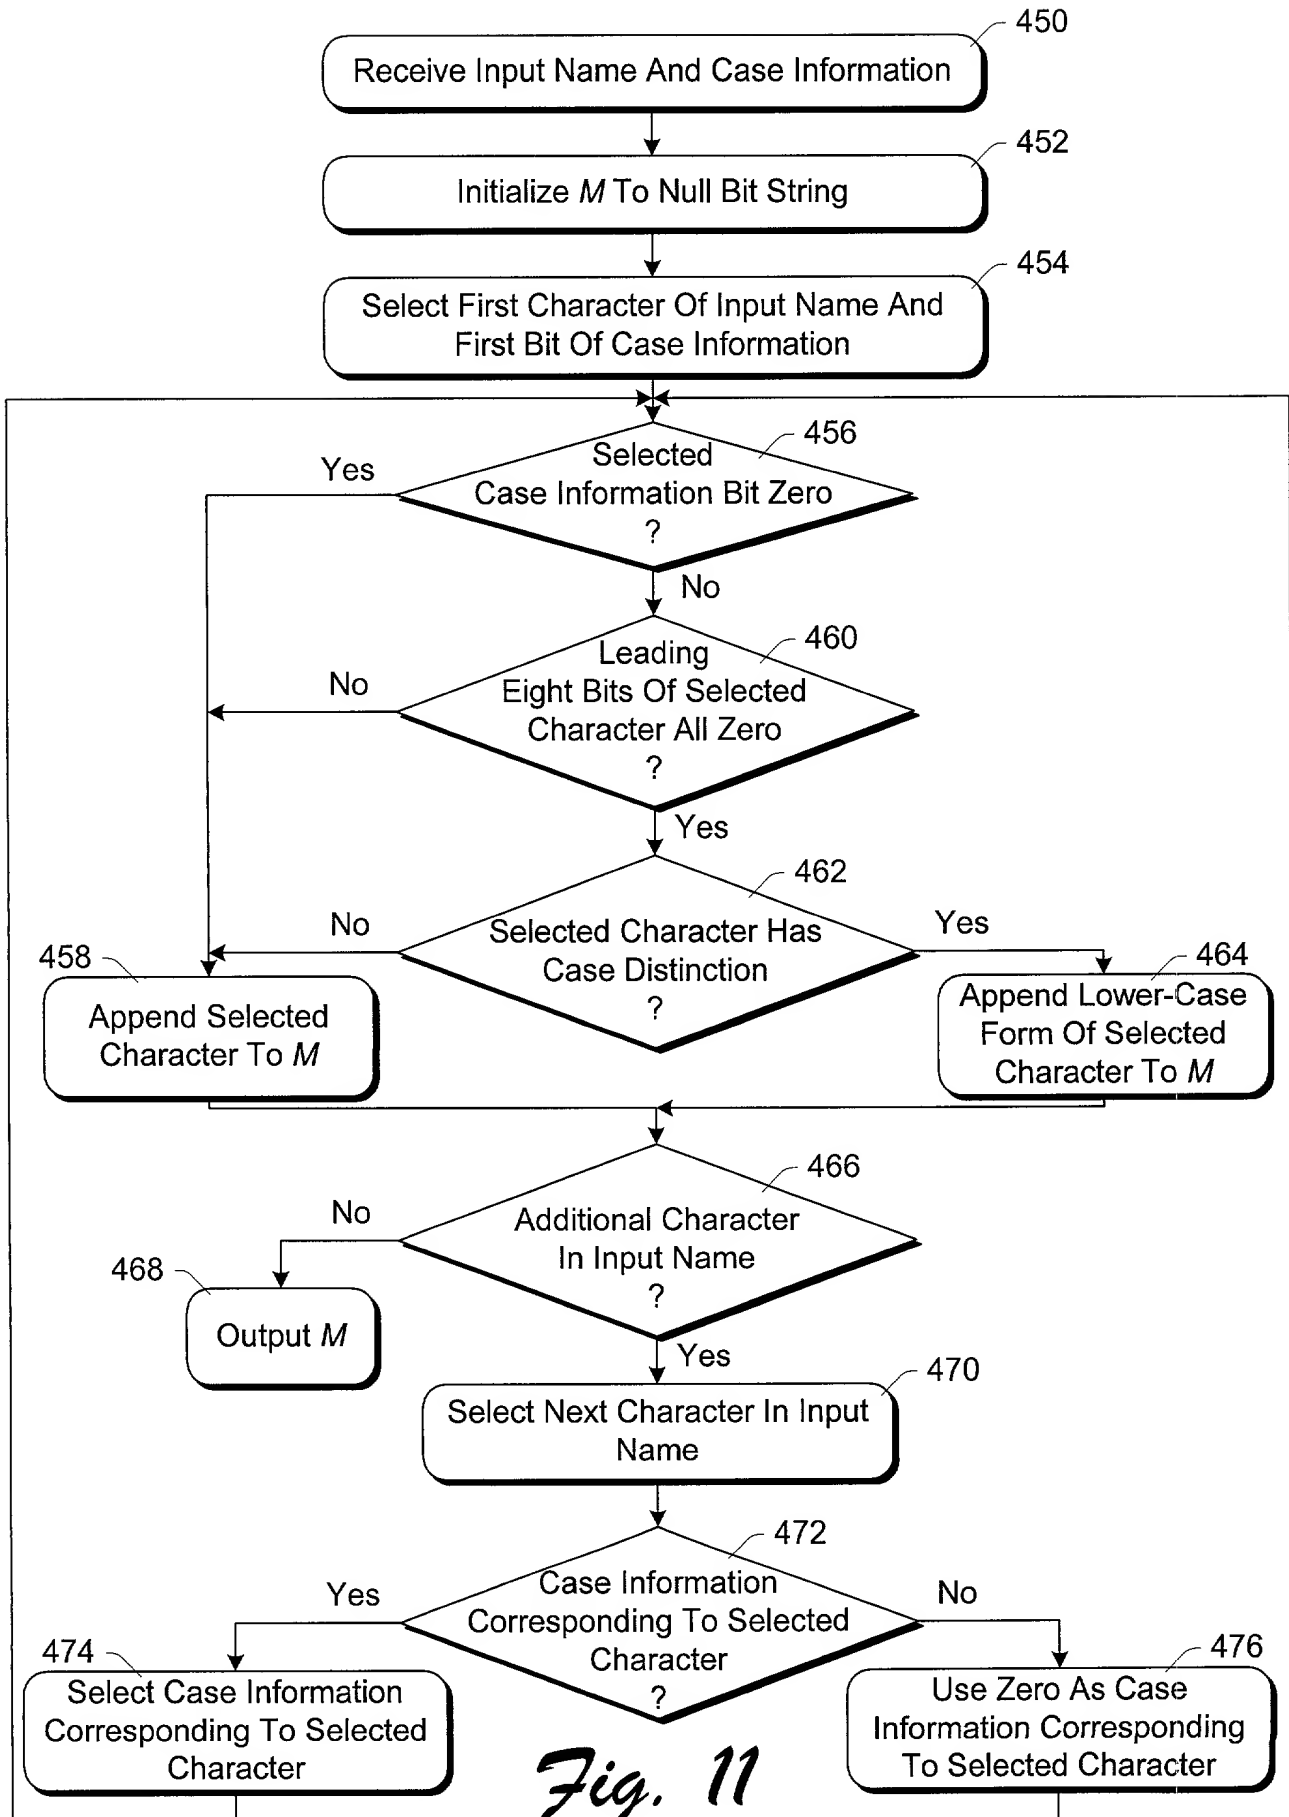 450
Receive Input Name And Case Information
452
Initialize M To Null Bit String
454
Select First Character Of Input Name And
First Bit Of Case Information
456
Yes
Selected
Case Information Bit Zero
?
No
460
No
Leading
Eight Bits Of Selected
Character All Zero
?
Yes
462
No
Selected Character Has
Case Distinction
?
Yes
458
Append Selected
Character To M
464
Append Lower-Case
Form Of Selected
Character To M
466
No
Additional Character
In Input Name
?
468
Output M
Yes
470
Select Next Character In Input
Name
472
Yes
Case Information
Corresponding To Selected
Character
?
No
474
Select Case Information
Corresponding To Selected
Character
476
Use Zero As Case
Information Corresponding
To Selected Character
Fig. 11